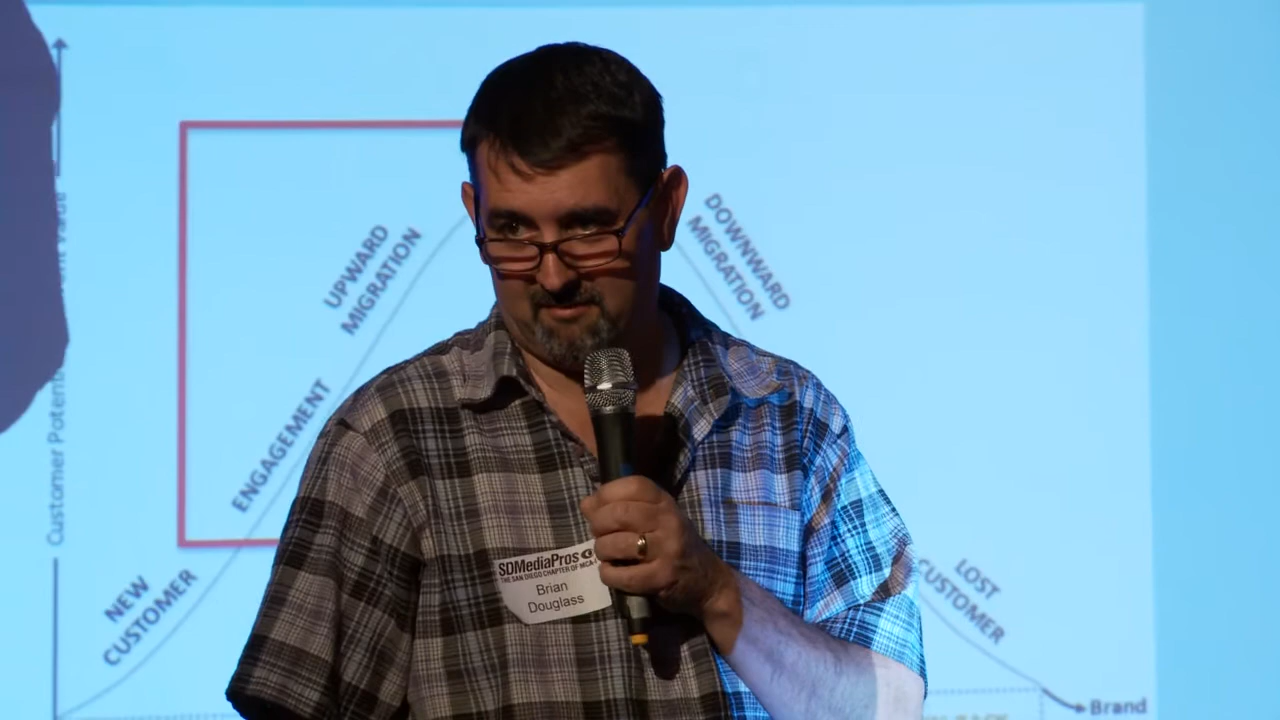 Customer Potent
UPWARD
MIGRATION
DOWNWARD
MIGRATION
ENGAGEMENT
NEW
CUSTOMER
LOST
CUSTOMER
Brand
SDMediaPros
THE SAN DIEGO CHAPTER OF MCA-I
Brian
Douglass